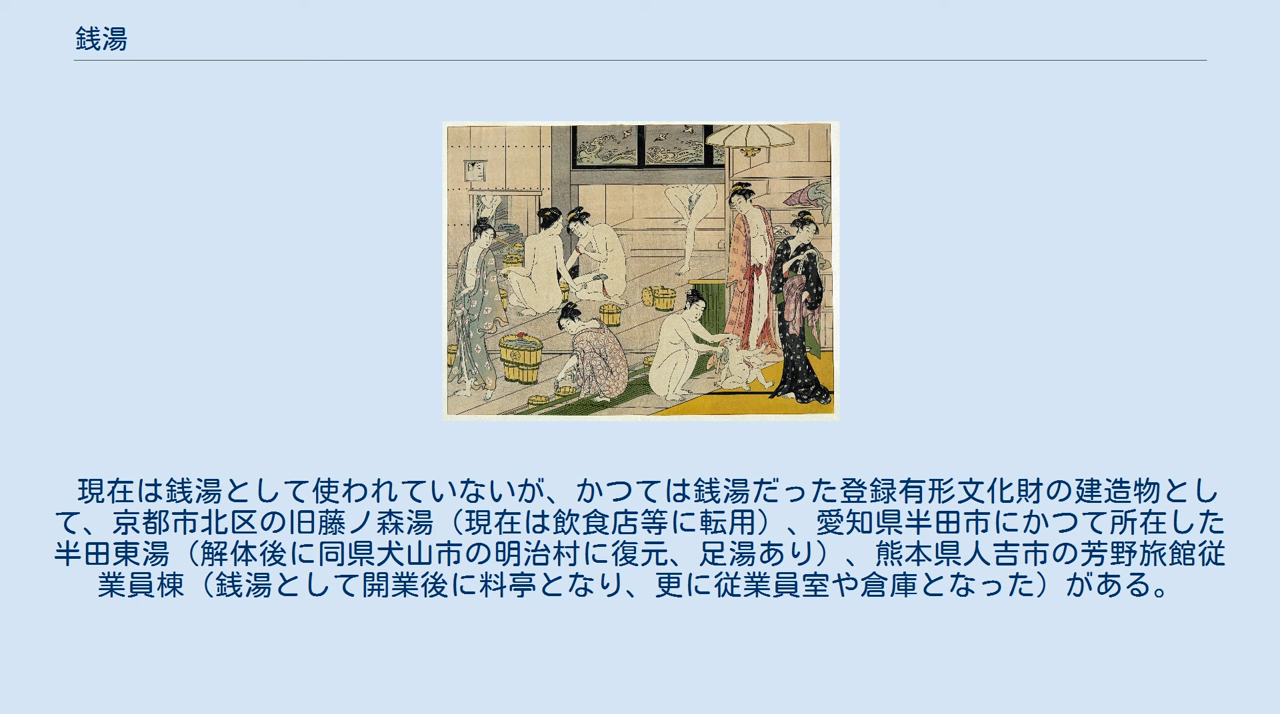 銭湯
現在は銭湯として使われていないが、かつては銭湯だった登録有形文化財の建造物とし
て、京都市北区の旧藤ノ森湯（現在は飲食店等に転用）、愛知県半田市にかつて所在した
半田東湯（解体後に同県犬山市の明治村に復元、足湯あり）、熊本県人吉市の芳野旅館従
業員棟（銭湯として開業後に料亭となり、更に従業員室や倉庫となった）がある。